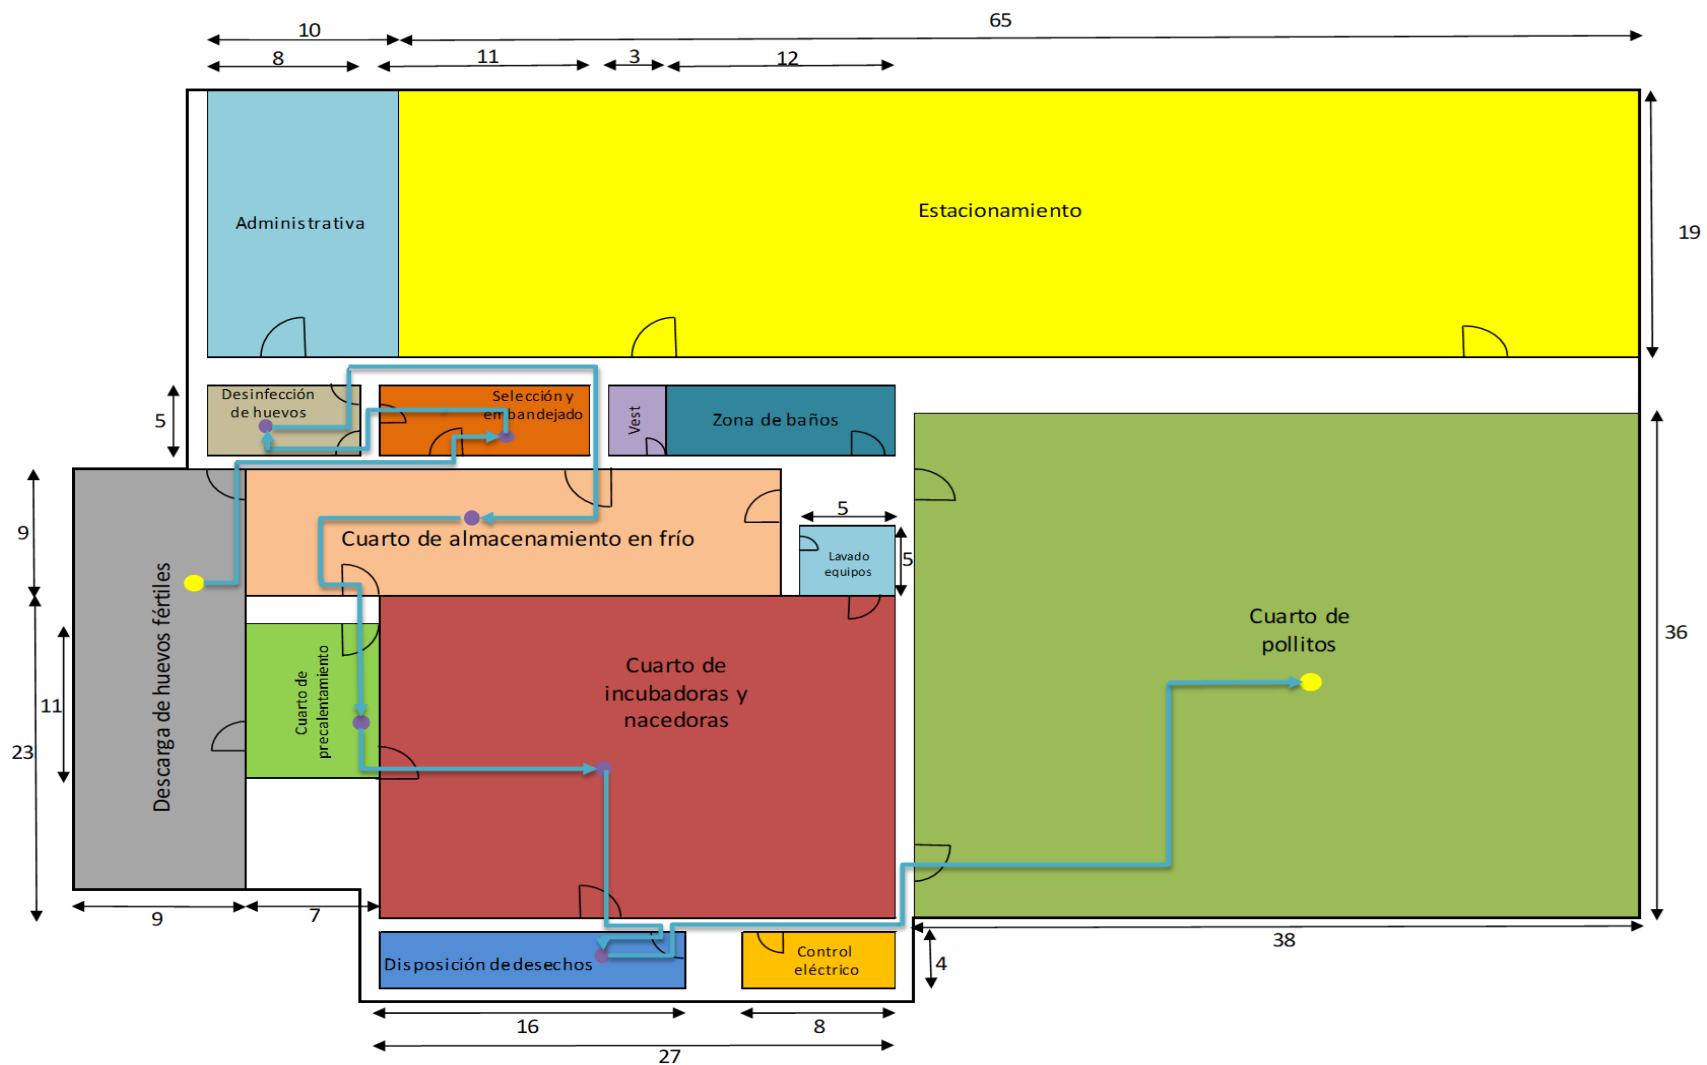 65
10
8
11
3
12
Administrativa
Estacionamiento
19
5
Desinfección
de huevos
Selección y
embandejado
Vest
Zona de baños
9
5
Cuarto de almacenamiento en frío
Lavado
equipos
5
Descarga de huevos fértiles
Cuarto de
pollitos
36
11
23
Cuarto de
precalentamiento
Cuarto de
incubadoras y
nacedoras
9
7
38
Disposición de desechos
Control
eléctrico
4
16
8
27